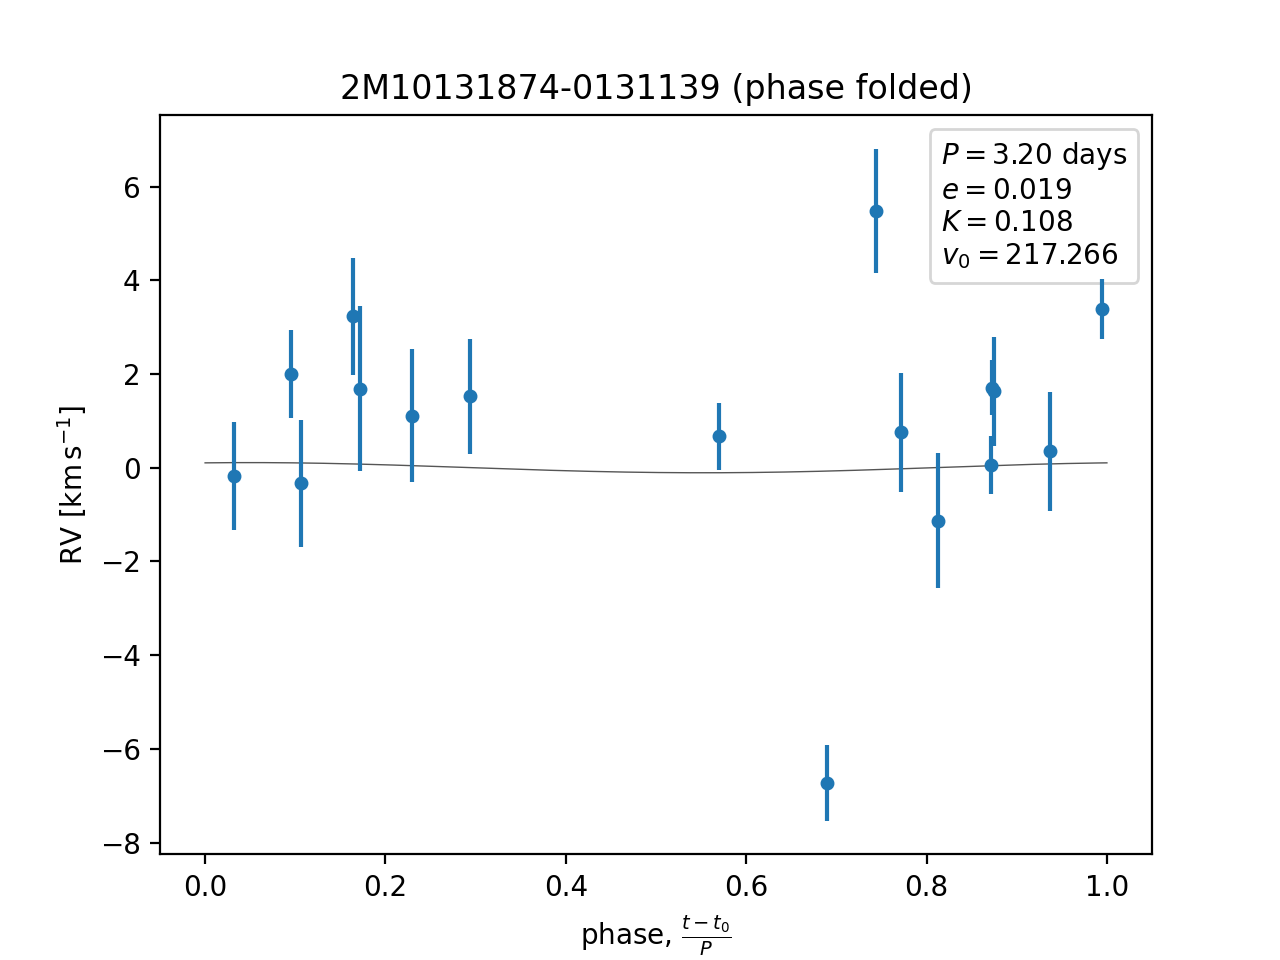 2M10131874-0131139 (phase folded)
P = 3.20 days
e = 0.019
K = 0.108
v₀ = 217.266
RV [km s⁻¹]
6
4
2
0
−2
−4
−6
−8
0.0 0.2 0.4 0.6 0.8 1.0
phase, (t − t₀)/P